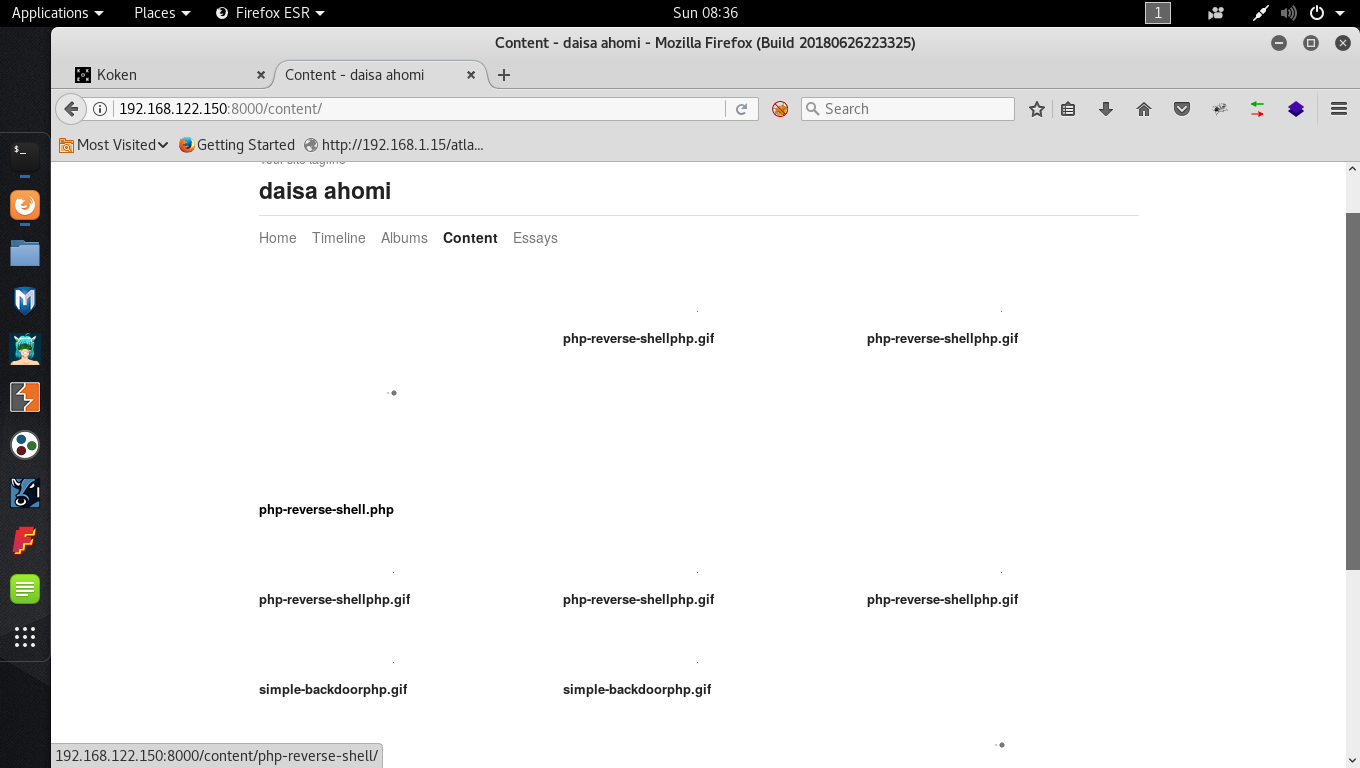 Applications Places Firefox ESR Sun 08:36 1
Content - daisa ahomi - Mozilla Firefox (Build 20180626223325)
Koken Content - daisa ahomi
192.168.122.150:8000/content/ Search
Most Visited Getting Started http://192.168.1.15/atla...
Your site tagline
daisa ahomi
Home Timeline Albums Content Essays
php-reverse-shellphp.gif php-reverse-shellphp.gif
php-reverse-shell.php
php-reverse-shellphp.gif php-reverse-shellphp.gif php-reverse-shellphp.gif
simple-backdoorphp.gif simple-backdoorphp.gif
192.168.122.150:8000/content/php-reverse-shell/